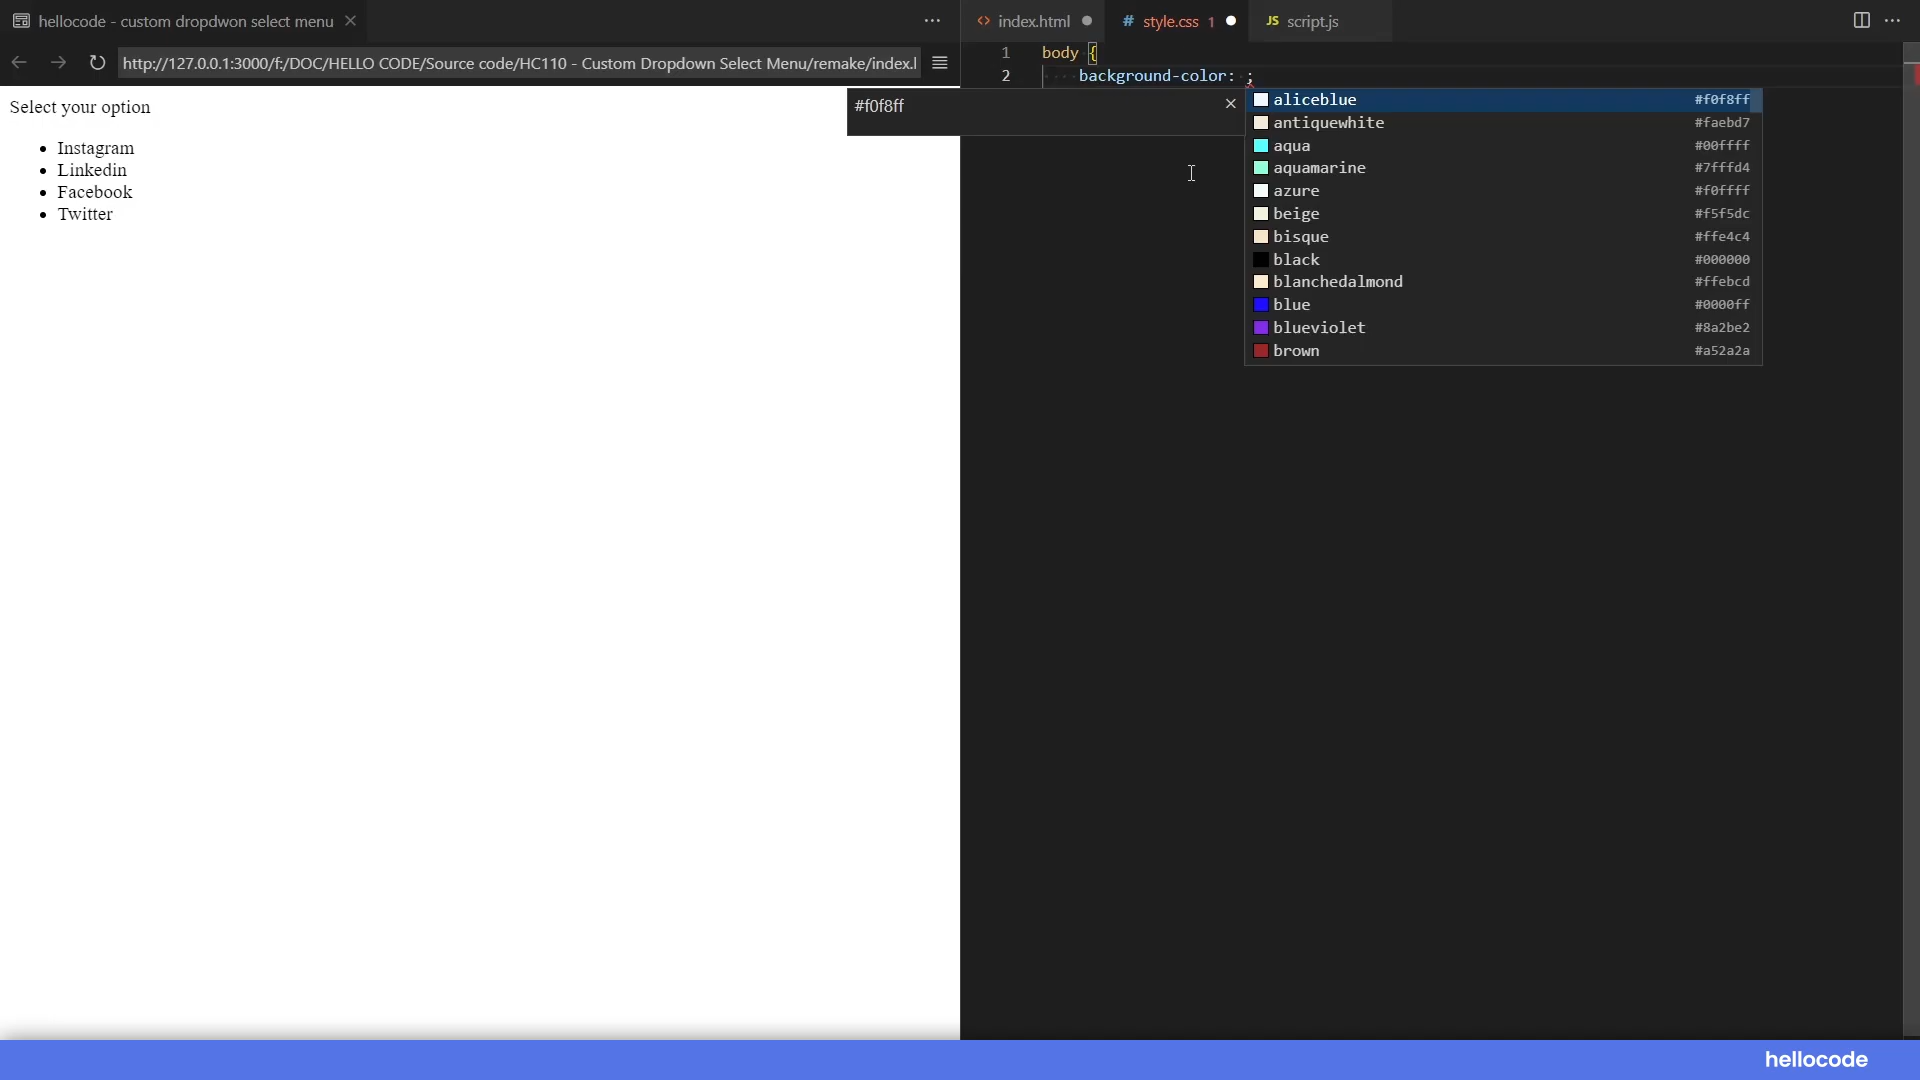 hellocode - custom dropdwon select menu
index.html
# style.css 1
JS script.js
http://127.0.0.1:3000/f:/DOC/HELLO CODE/Source code/HC110 - Custom Dropdown Select Menu/remake/index.l
Select your option
Instagram
Linkedin
Facebook
Twitter
1 body {
2 background-color: ;
#f0f8ff
aliceblue #f0f8ff
antiquewhite #faebd7
aqua #00ffff
aquamarine #7fffd4
azure #f0ffff
beige #f5f5dc
bisque #ffe4c4
black #000000
blanchedalmond #ffebcd
blue #0000ff
blueviolet #8a2be2
brown #a52a2a
hellocode